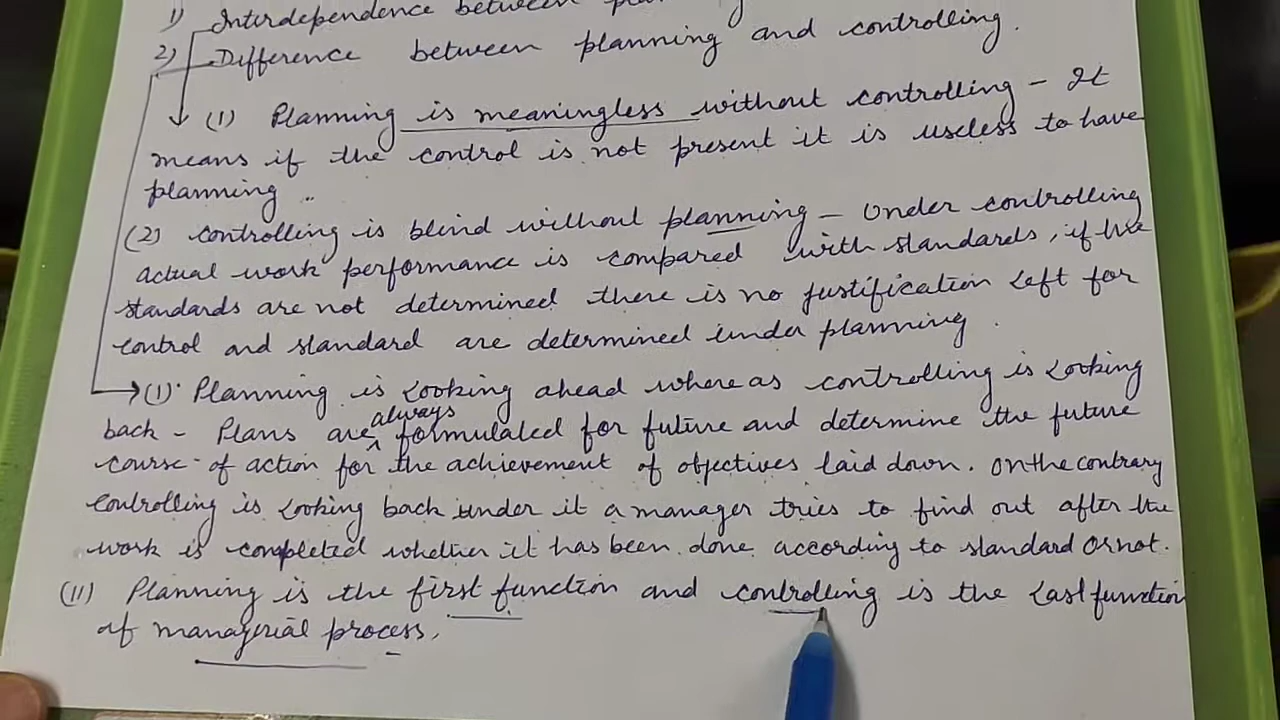 1) Interdependence between
2) Difference between planning and controlling.
(1) Planning is meaningless without controlling - It
means if the control is not present it is useless to have
planning ..
(2) controlling is blind without planning - Under controlling
actual work performance is compared with standards, if the
standards are not determined there is no justification left for
control and standard are determined under planning.
(1). Planning is looking ahead where as controlling is looking
back - Plans are always formulated for future and determine the future
course of action for the achievement of objectives laid down. On the contrary
controlling is looking back under it a manager tries to find out after the
work is completed whether it has been done according to standard or not.
(11) Planning is the first function and controlling is the last function
of managerial process.